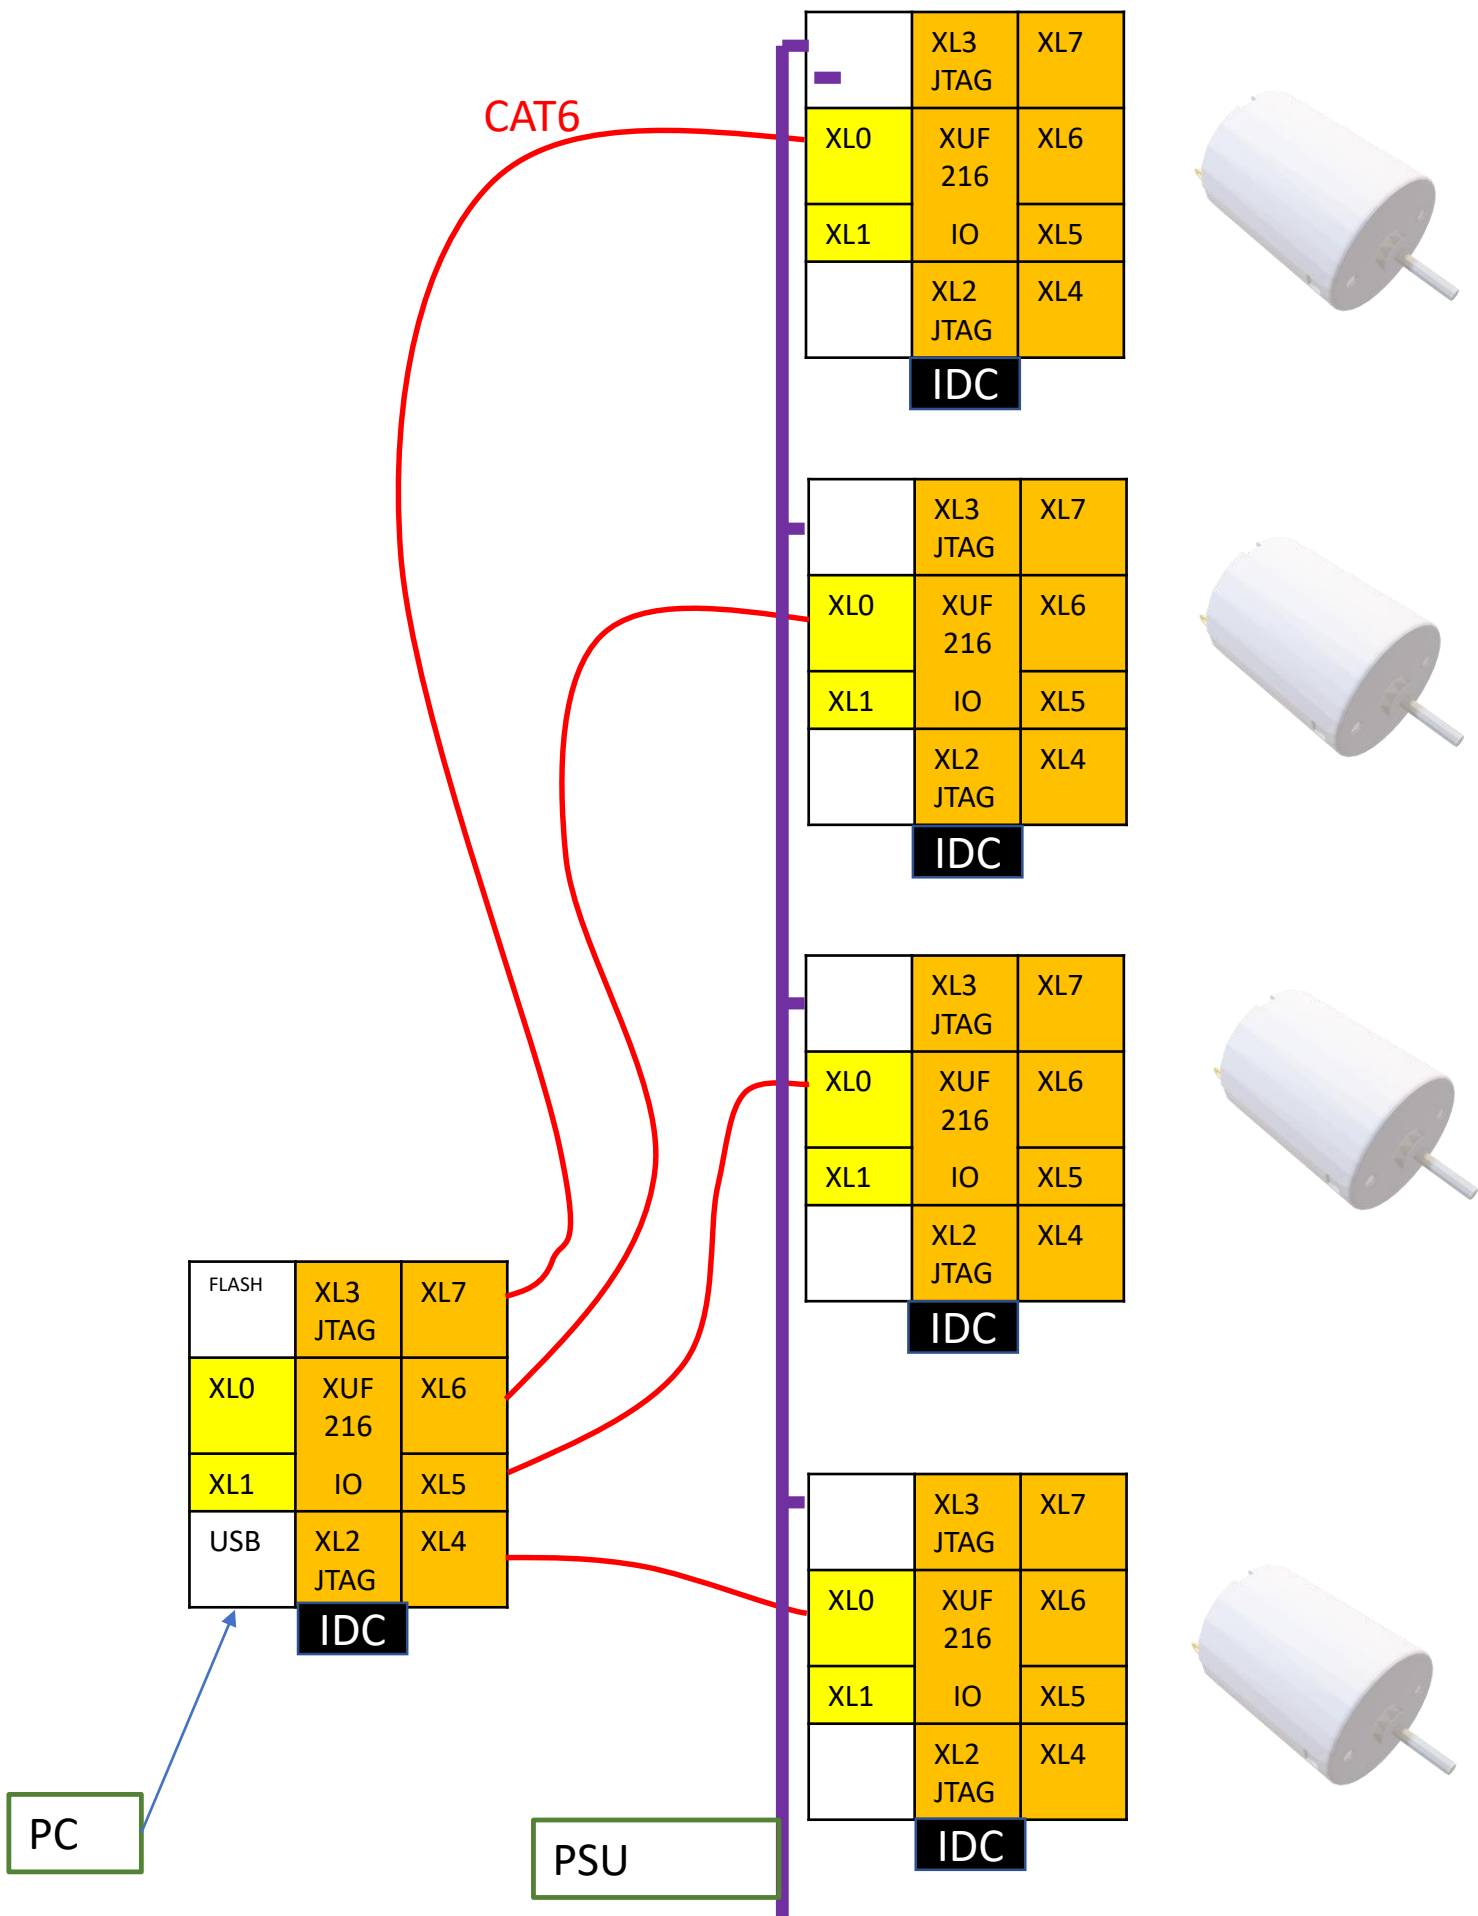 CAT6
XL3 XL7
JTAG
XL0 XUF XL6
216
XL1 IO XL5
XL2 XL4
JTAG
IDC
XL3 XL7
JTAG
XL0 XUF XL6
216
XL1 IO XL5
XL2 XL4
JTAG
IDC
XL3 XL7
JTAG
XL0 XUF XL6
216
XL1 IO XL5
XL2 XL4
JTAG
IDC
FLASH XL3 XL7
JTAG
XL0 XUF XL6
216
XL1 IO XL5
USB XL2 XL4
JTAG
IDC
XL3 XL7
JTAG
XL0 XUF XL6
216
XL1 IO XL5
XL2 XL4
JTAG
IDC
PC
PSU